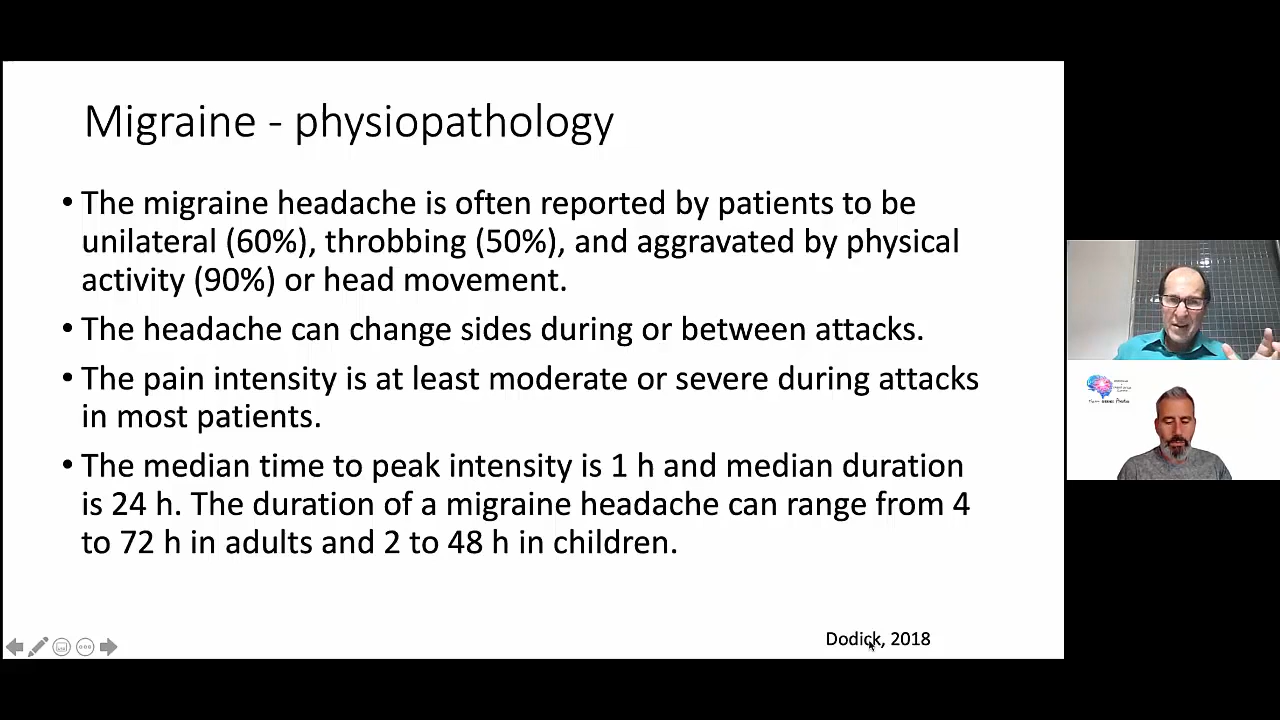 Migraine - physiopathology
• The migraine headache is often reported by patients to be
unilateral (60%), throbbing (50%), and aggravated by physical
activity (90%) or head movement.
• The headache can change sides during or between attacks.
• The pain intensity is at least moderate or severe during attacks
in most patients.
• The median time to peak intensity is 1 h and median duration
is 24 h. The duration of a migraine headache can range from 4
to 72 h in adults and 2 to 48 h in children.
Dodick, 2018